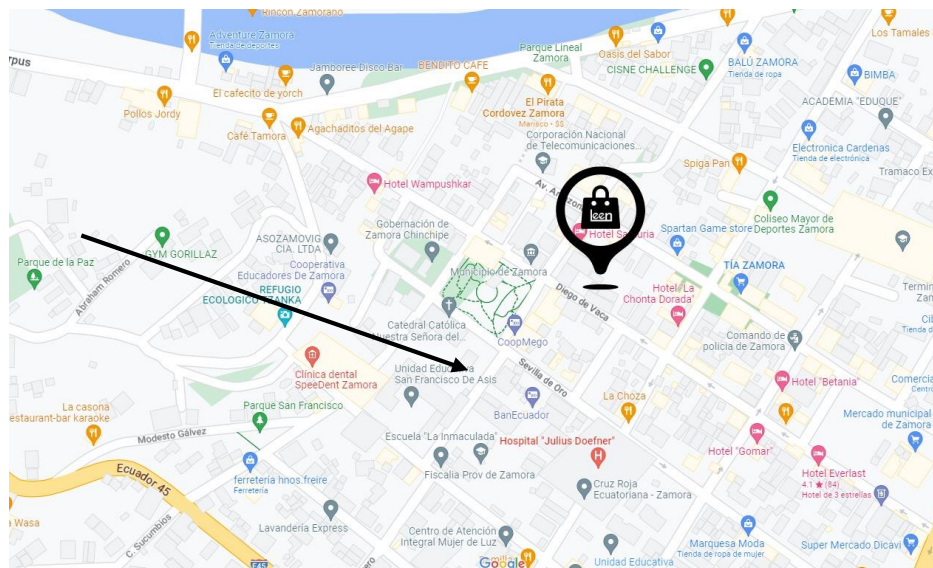 Rincón Zamorano
Los Tamales
Adventure Zamora
Tienda de deportes
Oasis del Sabor
Parque Lineal
Zamora
BALÚ ZAMORA
Tienda de ropa
Jamboree Disco Bar
BENDITO CAFE
CISNE CHALLENGE
BIMBA
El cafecito de yorch
El Pirata
Cordovez Zamora
Marisco • $$
ACADEMIA "EDUQUE"
Pollos Jordy
Café Tamora
Agachaditos del Agape
Corporación Nacional
de Telecomunicaciones...
Electronica Cardenas
Tienda de electrónica
Spiga Pan
Tramaco Ex
Hotel Wampushkar
leen
Coliseo Mayor de
Deportes Zamora
Gobernación de
Zamora Chinchipe
Spartan Game store
ASOZAMOVIG
CIA. LTDA
GYM GORILLAZ
Parque de la Paz
Abraham Romero
Cooperativa
Educadores De Zamora
Municipio de Zamora
TÍA ZAMORA
REFUGIO
ECOLOGICO TZANKA
Diego de Vaca
Hotel "La
Chonta Dorada"
Catedral Católica
Nuestra Señora del...
CoopMego
Comando de
policía de Zamora
Clínica dental
SpeeDent Zamora
Unidad Educativa
San Francisco De Asis
Sevilla de Oro
Hotel "Betania"
Comercia
La casona
restaurant-bar karaoke
Parque San Francisco
BanEcuador
La Choza
Mercado municipal
de Zamora
Modesto Gálvez
Escuela "La Inmaculada"
Hospital "Julius Doefner"
H
Hotel "Gomar"
Ecuador 45
Fiscalia Prov de Zamora
Hotel Everlast
4.1 ★ (84)
Hotel de 3 estrellas
ferretería hnos.freire
Ferretería
Cruz Roja
Ecuatoriana - Zamora
Wasa
C. Sucumbios
Lavandería Express
Centro de Atención
Integral Mujer de Luz
Marquesa Moda
Tienda de ropa de mujer
Super Mercado Dicavi
E45
Google
Unidad Educativa